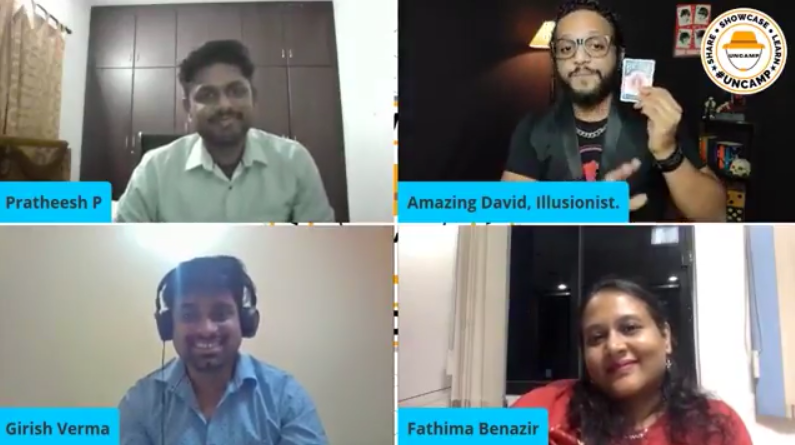 Pratheesh P
Amazing David, Illusionist.
SHARE ★ SHOWCASE ★ LEARN ★
UNCAMP
#UNCAMP
Girish Verma
Fathima Benazir